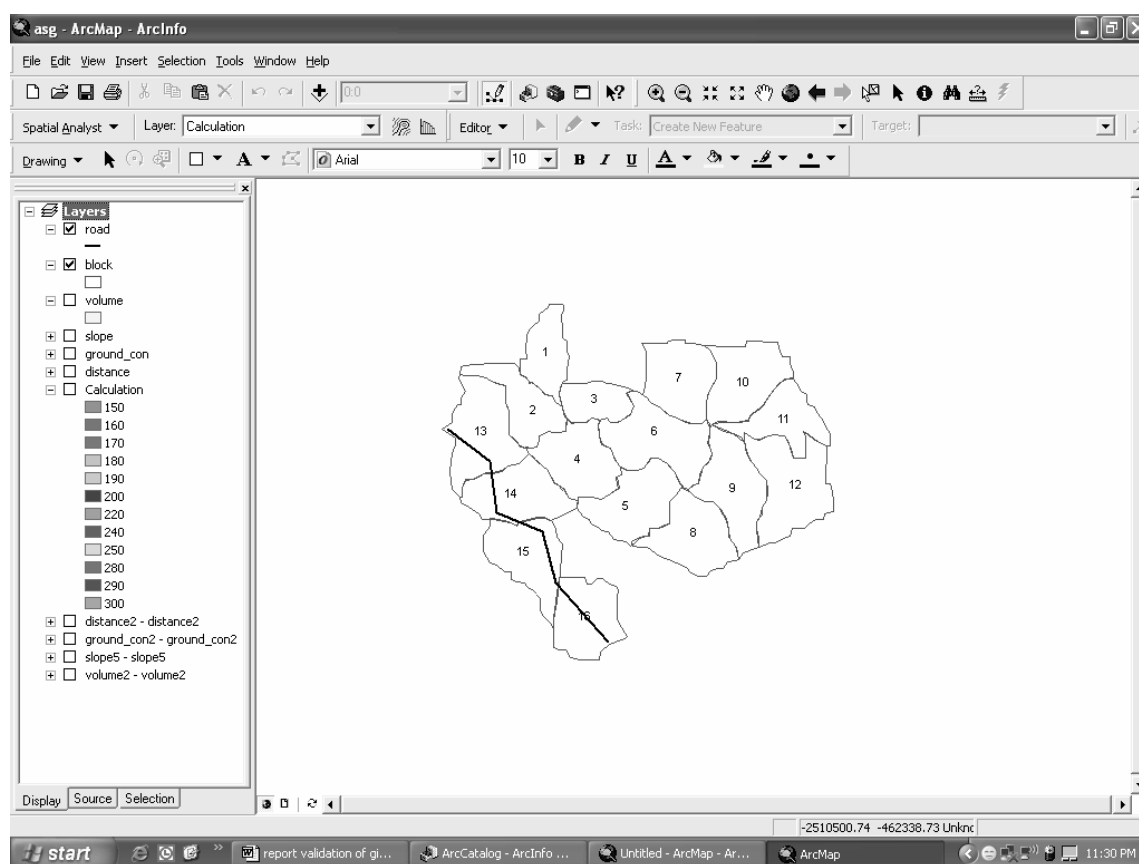 asg - ArcMap - ArcInfo
File Edit View Insert Selection Tools Window Help
0:0
Spatial Analyst Layer: Calculation Editor Task: Create New Feature Target:
Drawing A Arial 10 B I U A
Layers
road
block
volume
slope
ground_con
distance
Calculation
150
160
170
180
190
200
220
240
250
280
290
300
distance2 - distance2
ground_con2 - ground_con2
slope5 - slope5
volume2 - volume2
1
7
10
3
2
11
13
6
4
12
9
14
5
8
15
16
Display Source Selection
-2510500.74 -462338.73 Unknc
start report validation of gi... ArcCatalog - ArcInfo ... Untitled - ArcMap - Ar... ArcMap 11:30 PM